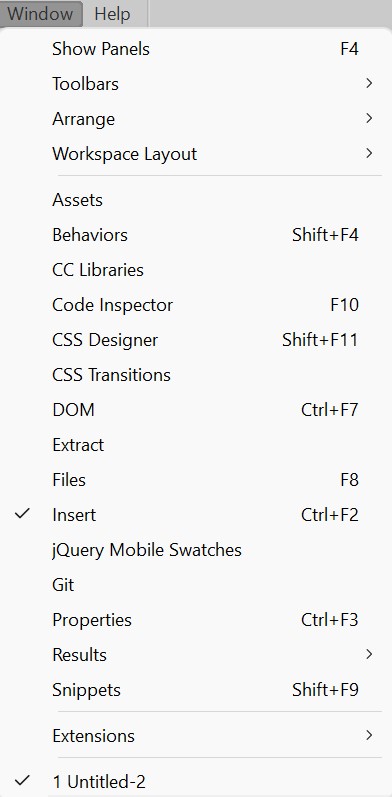 Window Help
Show Panels F4
Toolbars
Arrange
Workspace Layout
Assets
Behaviors Shift+F4
CC Libraries
Code Inspector F10
CSS Designer Shift+F11
CSS Transitions
DOM Ctrl+F7
Extract
Files F8
Insert Ctrl+F2
jQuery Mobile Swatches
Git
Properties Ctrl+F3
Results
Snippets Shift+F9
Extensions
1 Untitled-2